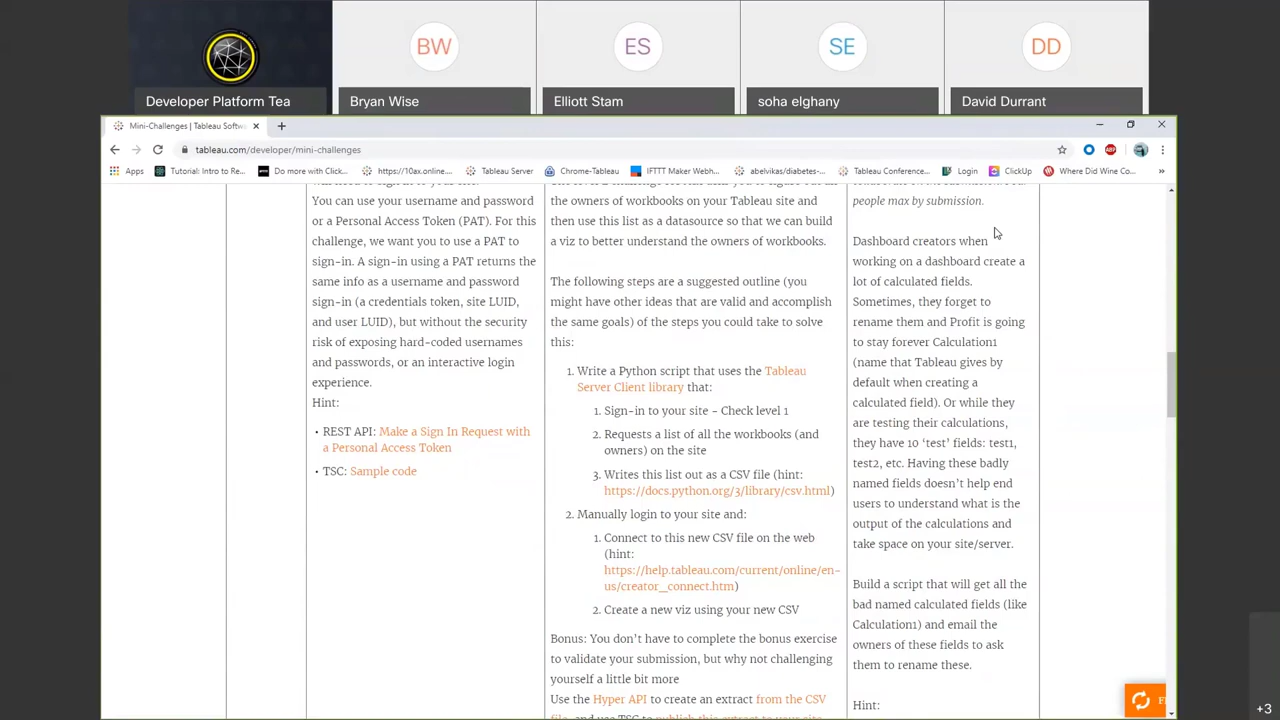 BW
ES
SE
DD
Developer Platform Tea
Bryan Wise
Elliott Stam
soha elghany
David Durrant
Mini-Challenges | Tableau Softw
tableau.com/developer/mini-challenges
ABP
Apps
Tutorial: Intro to Re...
Do more with Clicki...
https://10ax.online....
Tableau Server
Chrome-Tableau
IFTTT Maker Webh...
abelvikas/diabetes-...
Tableau Conference...
Login
ClickUp
Where Did Wine Co...
You can use your username and password
or a Personal Access Token (PAT). For this
challenge, we want you to use a PAT to
sign-in. A sign-in using a PAT returns the
same info as a username and password
sign-in (a credentials token, site LUID,
and user LUID), but without the security
risk of exposing hard-coded usernames
and passwords, or an interactive login
experience.
Hint:
• REST API: Make a Sign In Request with
a Personal Access Token
• TSC: Sample code
the owners of workbooks on your Tableau site and
then use this list as a datasource so that we can build
a viz to better understand the owners of workbooks.
The following steps are a suggested outline (you
might have other ideas that are valid and accomplish
the same goals) of the steps you could take to solve
this:
1. Write a Python script that uses the Tableau
Server Client library that:
1. Sign-in to your site - Check level 1
2. Requests a list of all the workbooks (and
owners) on the site
3. Writes this list out as a CSV file (hint:
https://docs.python.org/3/library/csv.html)
2. Manually login to your site and:
1. Connect to this new CSV file on the web
(hint:
https://help.tableau.com/current/online/en-
us/creator_connect.htm)
2. Create a new viz using your new CSV
Bonus: You don't have to complete the bonus exercise
to validate your submission, but why not challenging
yourself a little bit more
Use the Hyper API to create an extract from the CSV
file, and use TSC to publish this extract to your site
people max by submission.
Dashboard creators when
working on a dashboard create a
lot of calculated fields.
Sometimes, they forget to
rename them and Profit is going
to stay forever Calculation1
(name that Tableau gives by
default when creating a
calculated field). Or while they
are testing their calculations,
they have 10 ‘test’ fields: test1,
test2, etc. Having these badly
named fields doesn't help end
users to understand what is the
output of the calculations and
take space on your site/server.
Build a script that will get all the
bad named calculated fields (like
Calculation1) and email the
owners of these fields to ask
them to rename these.
Hint:
+3